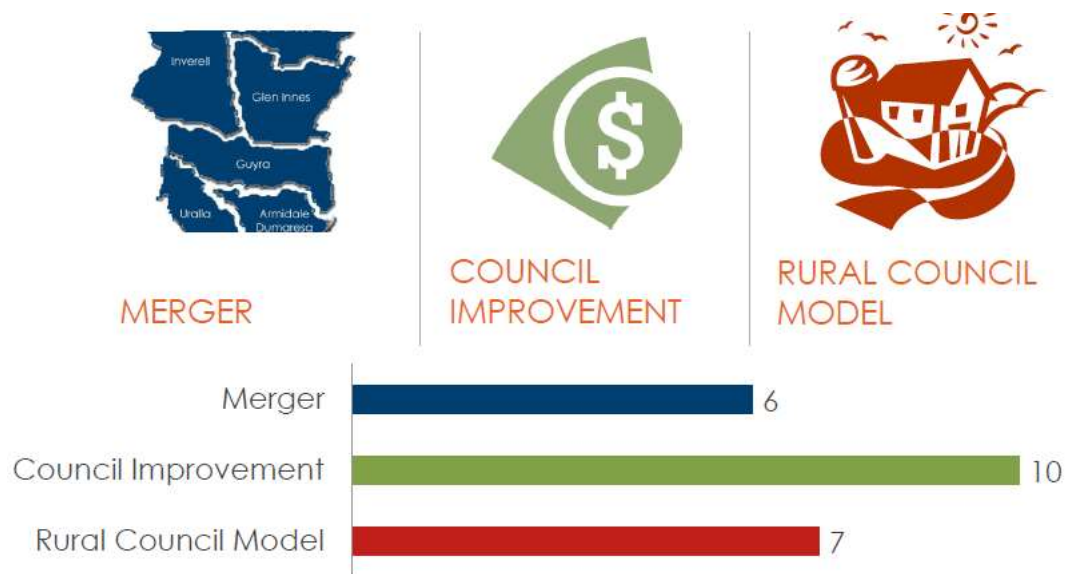 Inverell
Glen Innes
Guyra
Uralla
Armidale
Dumaresq
$
MERGER
COUNCIL
IMPROVEMENT
RURAL COUNCIL
MODEL
Merger
6
Council Improvement
10
Rural Council Model
7